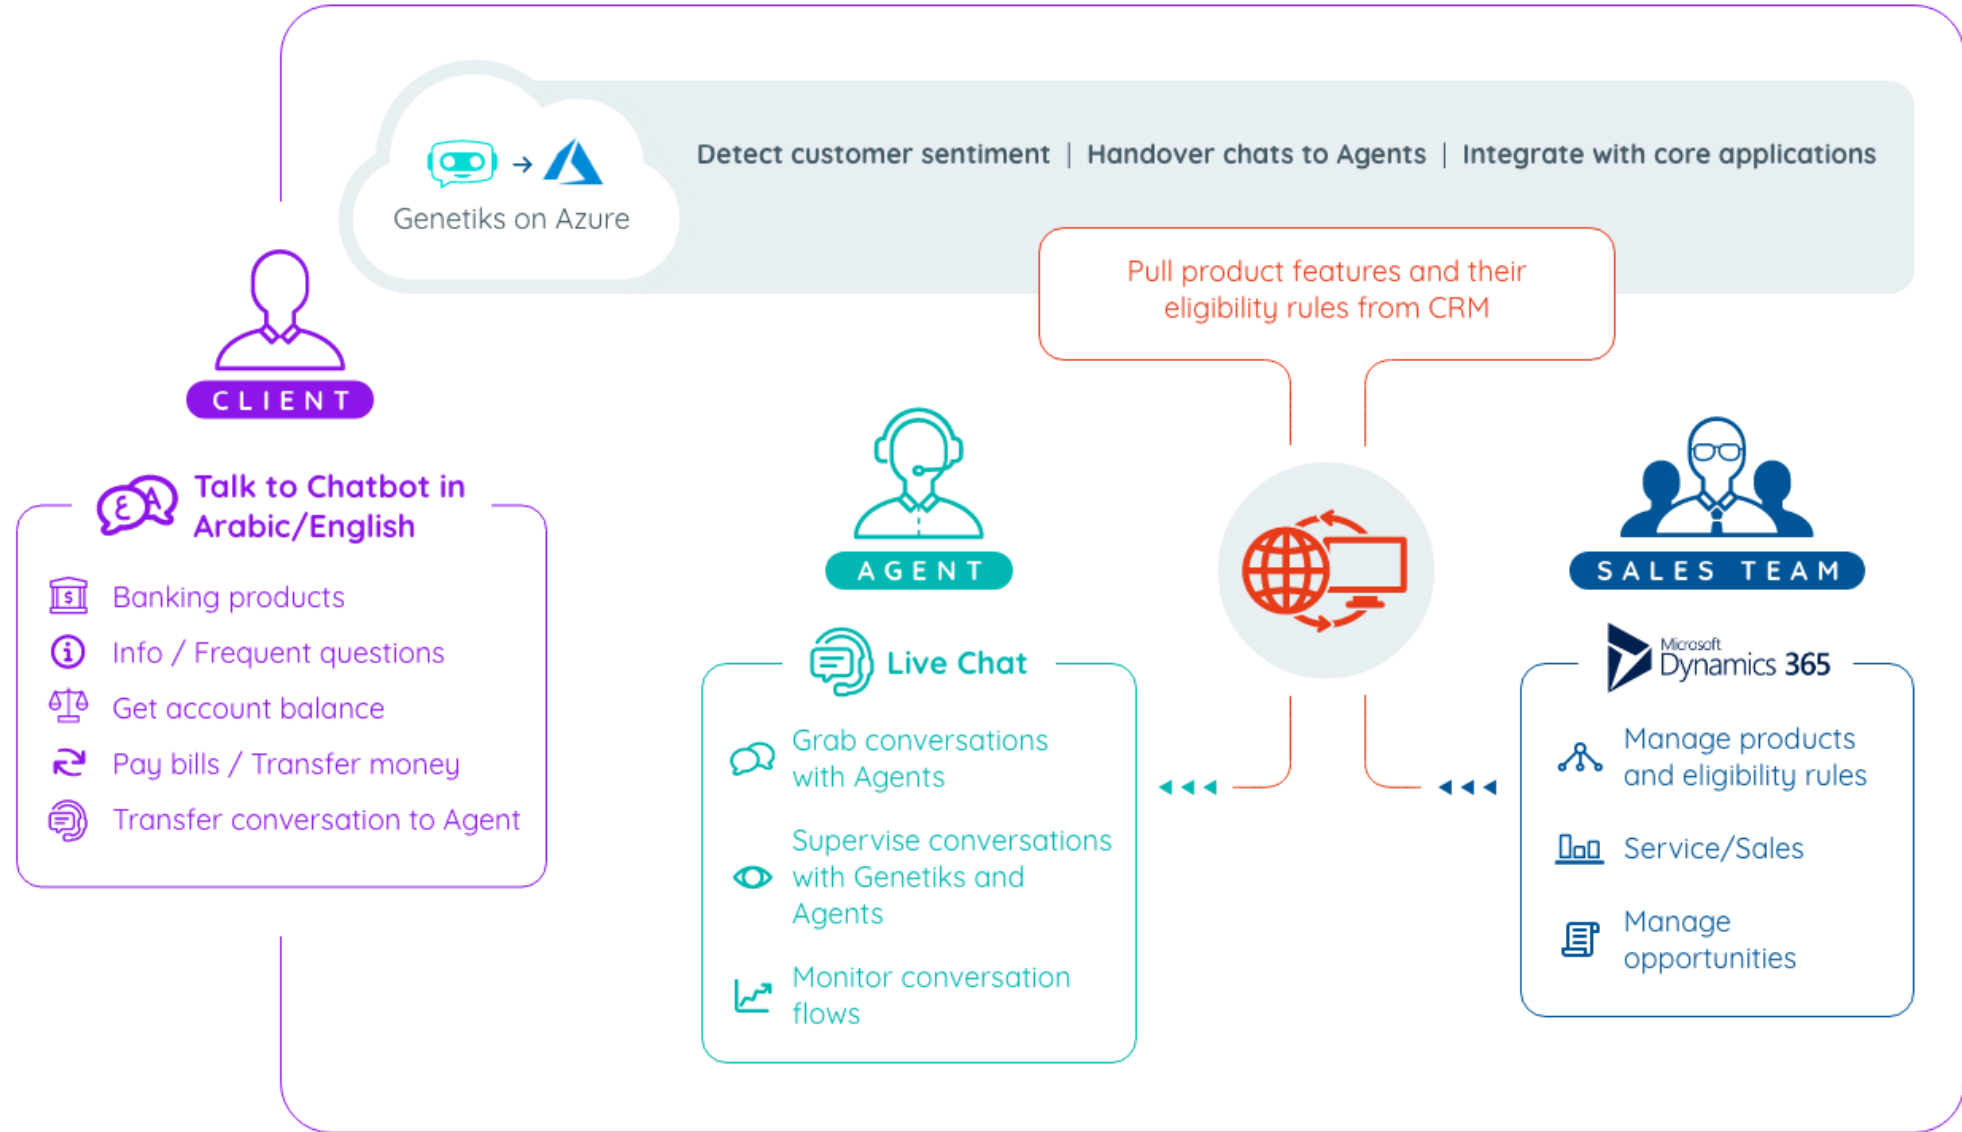 Detect customer sentiment | Handover chats to Agents | Integrate with core applications
Genetiks on Azure
Pull product features and their
eligibility rules from CRM
CLIENT
Talk to Chatbot in
Arabic/English
Banking products
Info / Frequent questions
Get account balance
Pay bills / Transfer money
Transfer conversation to Agent
AGENT
Live Chat
Grab conversations
with Agents
Supervise conversations
with Genetiks and
Agents
Monitor conversation
flows
SALES TEAM
Microsoft
Dynamics 365
Manage products
and eligibility rules
Service/Sales
Manage
opportunities